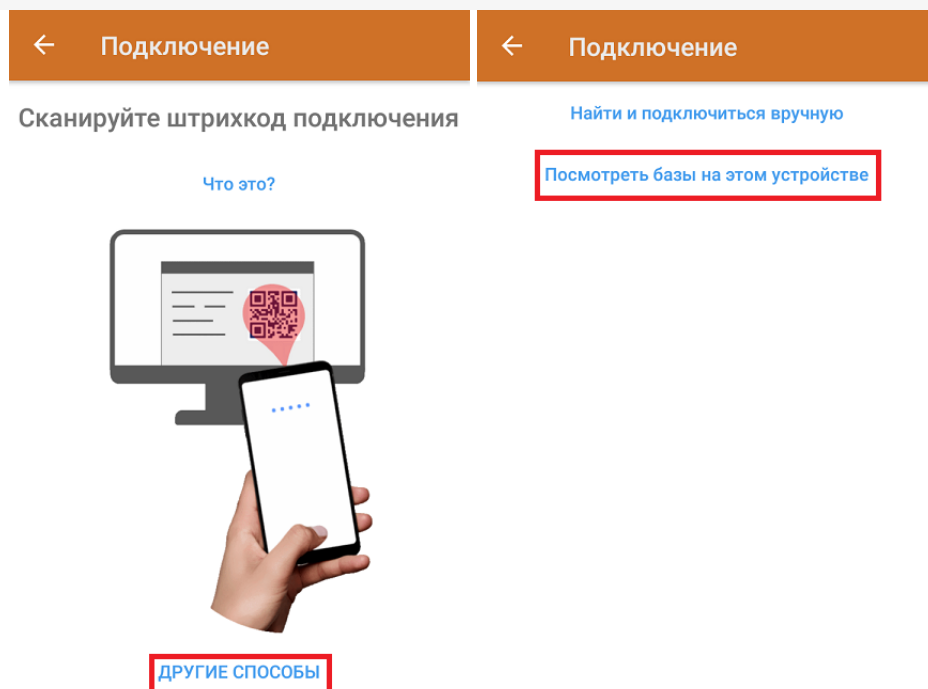 Подключение
Сканируйте штрихкод подключения
Что это?
ДРУГИЕ СПОСОБЫ
Подключение
Найти и подключиться вручную
Посмотреть базы на этом устройстве